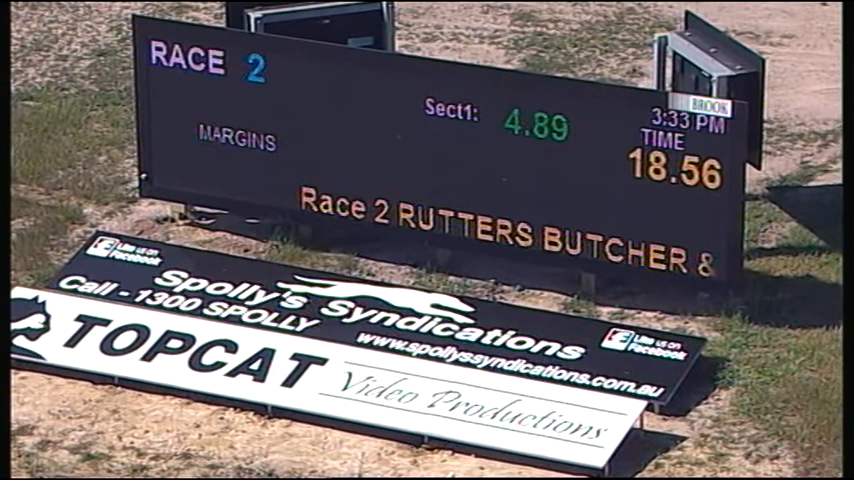 RACE 2
BROOK
Sect1: 4.89
3:33 PM
MARGINS
TIME
18.56
Race 2 RUTTERS BUTCHER &
Like us on
Facebook
Spolly's Syndications
Call - 1300 SPOLLY
www.spollyssyndications.com.au
Like us on
Facebook
TOPCAT
Video Productions